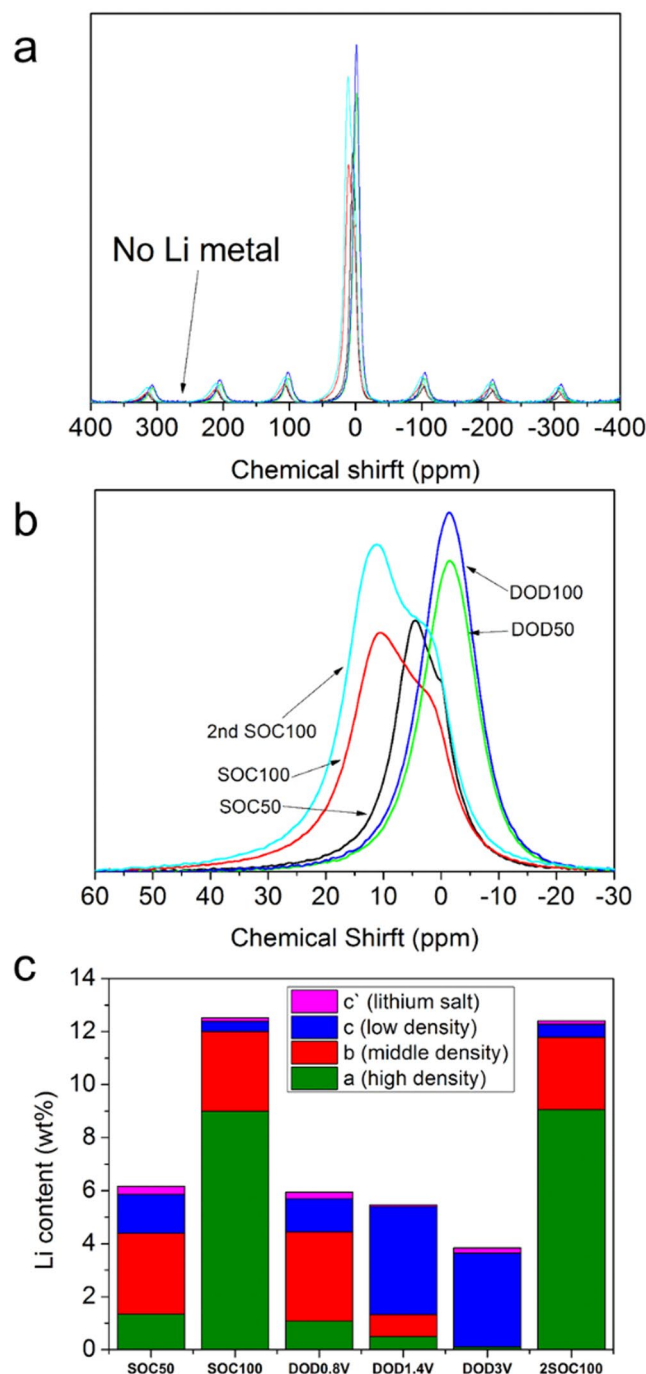 a
No Li metal
400 300 200 100 0 -100 -200 -300 -400
Chemical shirft (ppm)
b
DOD100
DOD50
2nd SOC100
SOC100
SOC50
60 50 40 30 20 10 0 -10 -20 -30
Chemical Shirft (ppm)
c
14
12
10
8
6
4
2
0
Li content (wt%)
c` (lithium salt)
c (low density)
b (middle density)
a (high density)
SOC50 SOC100 DOD0.8V DOD1.4V DOD3V 2SOC100